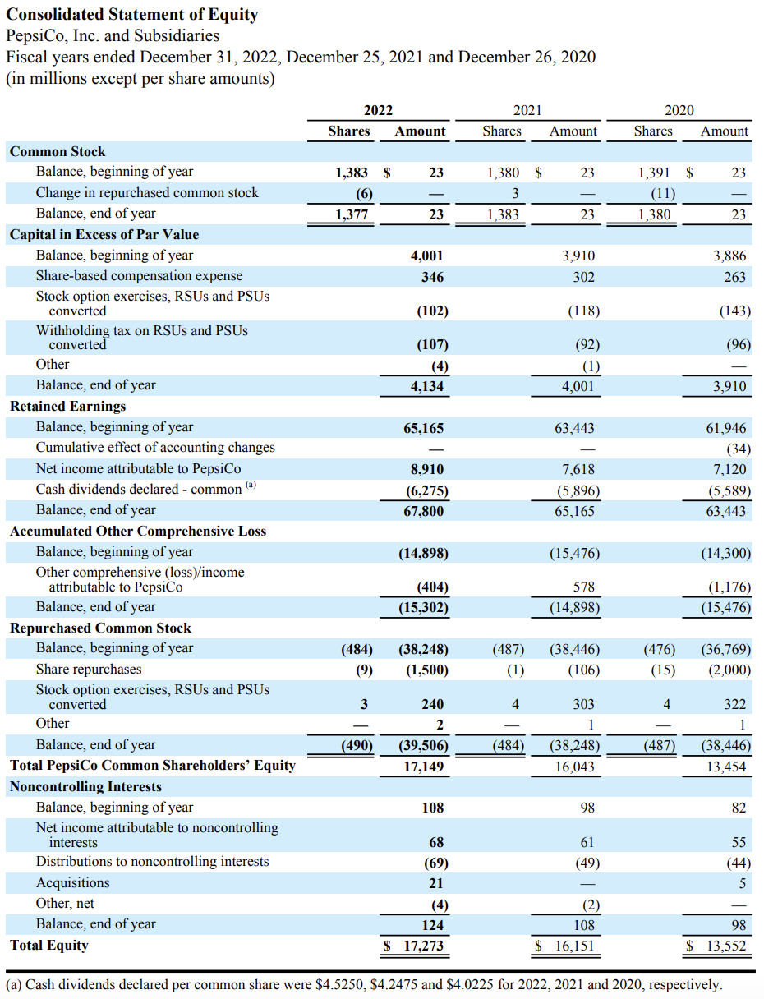 Consolidated Statement of Equity
PepsiCo, Inc. and Subsidiaries
Fiscal years ended December 31, 2022, December 25, 2021 and December 26, 2020
(in millions except per share amounts)
2022 2021 2020
Shares Amount Shares Amount Shares Amount
Common Stock
Balance, beginning of year 1,383 $ 23 1,380 $ 23 1,391 $ 23
Change in repurchased common stock (6) — 3 — (11) —
Balance, end of year 1,377 23 1,383 23 1,380 23
Capital in Excess of Par Value
Balance, beginning of year 4,001 3,910 3,886
Share-based compensation expense 346 302 263
Stock option exercises, RSUs and PSUs
converted (102) (118) (143)
Withholding tax on RSUs and PSUs
converted (107) (92) (96)
Other (4) (1) —
Balance, end of year 4,134 4,001 3,910
Retained Earnings
Balance, beginning of year 65,165 63,443 61,946
Cumulative effect of accounting changes — — (34)
Net income attributable to PepsiCo 8,910 7,618 7,120
Cash dividends declared - common (a) (6,275) (5,896) (5,589)
Balance, end of year 67,800 65,165 63,443
Accumulated Other Comprehensive Loss
Balance, beginning of year (14,898) (15,476) (14,300)
Other comprehensive (loss)/income
attributable to PepsiCo (404) 578 (1,176)
Balance, end of year (15,302) (14,898) (15,476)
Repurchased Common Stock
Balance, beginning of year (484) (38,248) (487) (38,446) (476) (36,769)
Share repurchases (9) (1,500) (1) (106) (15) (2,000)
Stock option exercises, RSUs and PSUs
converted 3 240 4 303 4 322
Other — 2 — 1 — 1
Balance, end of year (490) (39,506) (484) (38,248) (487) (38,446)
Total PepsiCo Common Shareholders’ Equity 17,149 16,043 13,454
Noncontrolling Interests
Balance, beginning of year 108 98 82
Net income attributable to noncontrolling
interests 68 61 55
Distributions to noncontrolling interests (69) (49) (44)
Acquisitions 21 — 5
Other, net (4) (2) —
Balance, end of year 124 108 98
Total Equity $ 17,273 $ 16,151 $ 13,552
(a) Cash dividends declared per common share were $4.5250, $4.2475 and $4.0225 for 2022, 2021 and 2020, respectively.